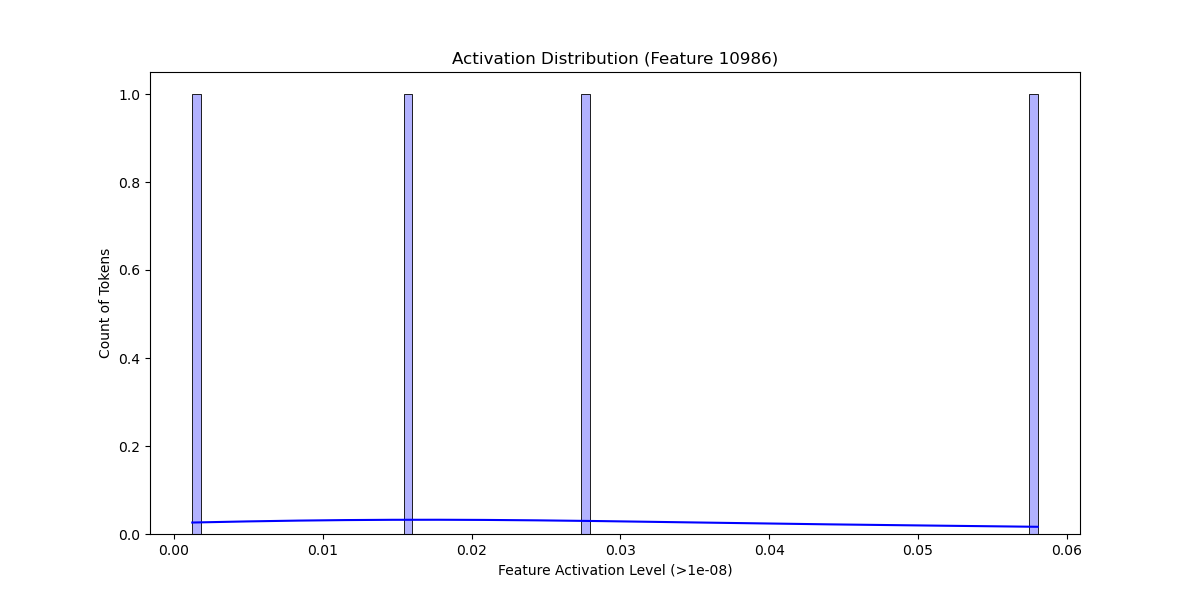 Activation Distribution (Feature 10986)
1.0
0.8
0.6
0.4
0.2
0.0
Count of Tokens
0.00 0.01 0.02 0.03 0.04 0.05 0.06
Feature Activation Level (>1e-08)